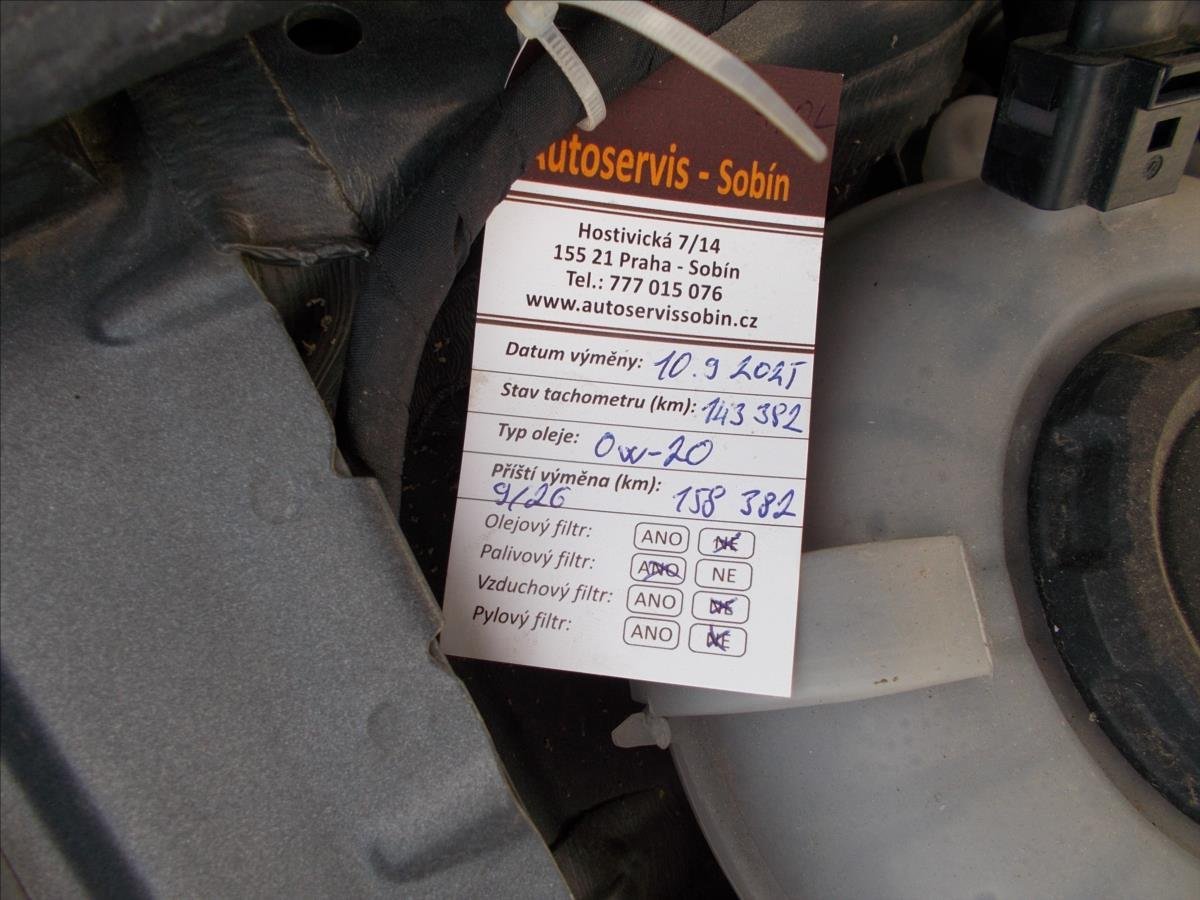 Autoservis - Sobín
Hostivická 7/14
155 21 Praha - Sobín
Tel.: 777 015 076
www.autoservissobin.cz
Datum výměny: 10.9 2025
Stav tachometru (km): 143 382
Typ oleje: 0w-20
Příští výměna (km): 158 382
9/26
Olejový filtr: ANO NE
Palivový filtr: ANO NE
Vzduchový filtr: ANO NE
Pylový filtr: ANO NE